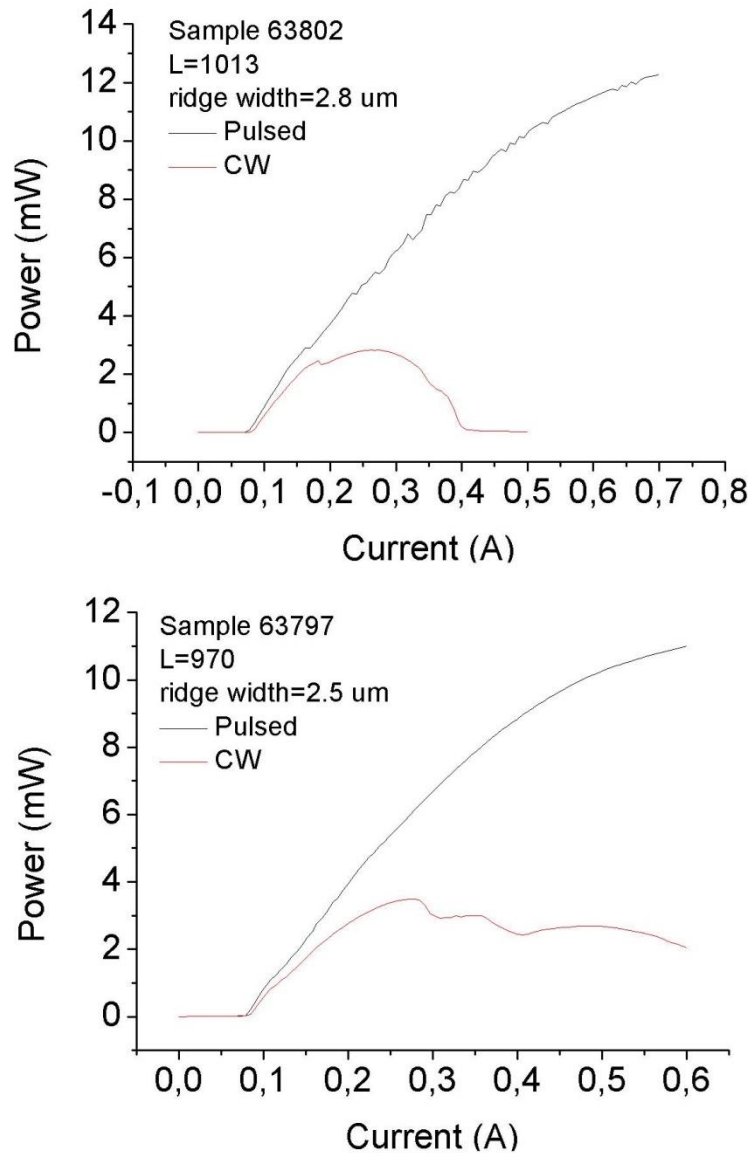 14
12
10
8
6
4
2
0
Power (mW)
Sample 63802
L=1013
ridge width=2.8 um
Pulsed
CW
-0,1 0,0 0,1 0,2 0,3 0,4 0,5 0,6 0,7 0,8
Current (A)
12
10
8
6
4
2
0
Power (mW)
Sample 63797
L=970
ridge width=2.5 um
Pulsed
CW
0,0 0,1 0,2 0,3 0,4 0,5 0,6
Current (A)